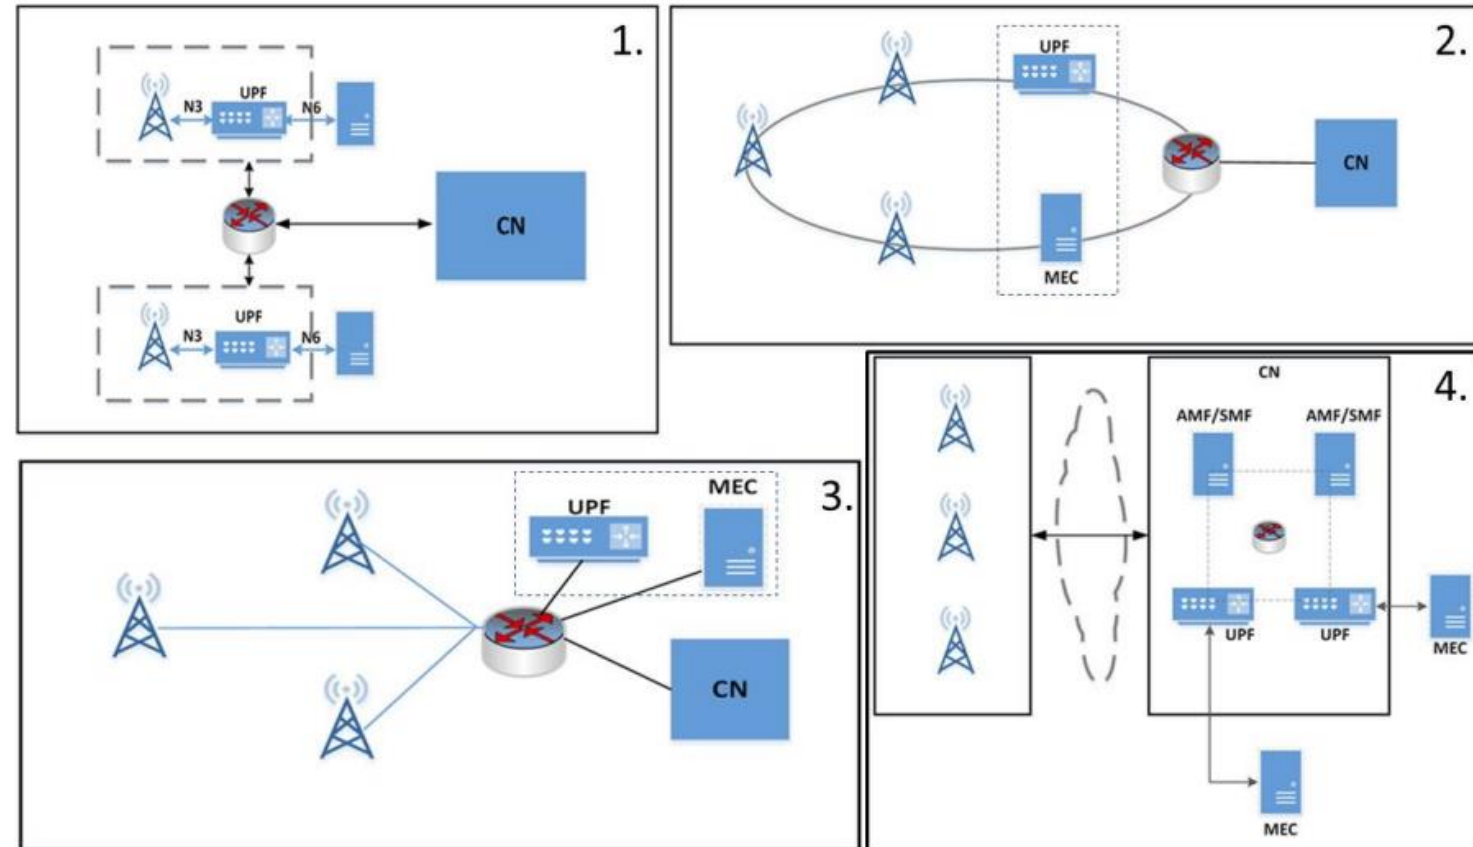 1.
UPF
N3
N6
CN
UPF
N3
N6
2.
UPF
CN
MEC
3.
MEC
UPF
CN
4.
CN
AMF/SMF AMF/SMF
UPF UPF
MEC
MEC